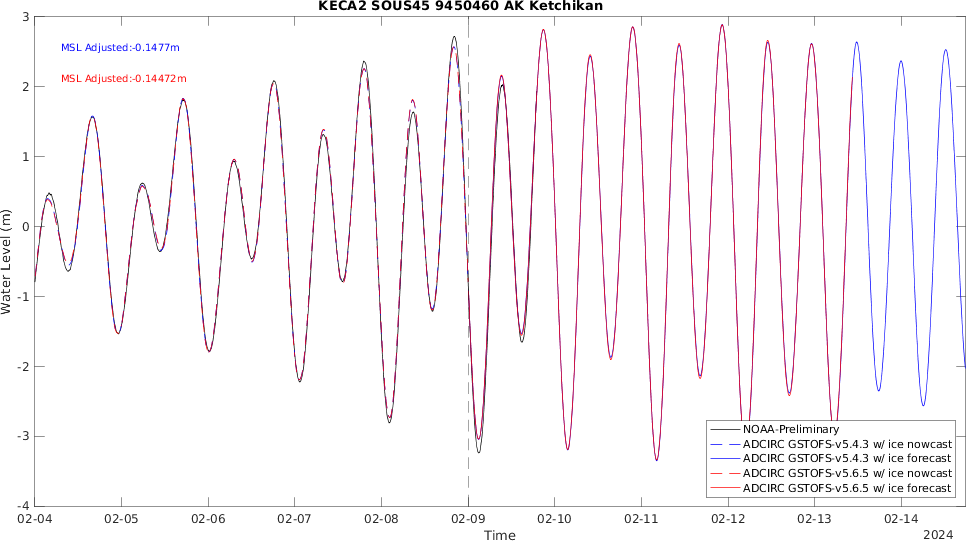 KECA2 SOUS45 9450460 AK Ketchikan
MSL Adjusted:-0.1477m
MSL Adjusted:-0.14472m
Water Level (m)
3
2
1
0
-1
-2
-3
-4
NOAA-Preliminary
ADCIRC GSTOFS-v5.4.3 w/ ice nowcast
ADCIRC GSTOFS-v5.4.3 w/ ice forecast
ADCIRC GSTOFS-v5.6.5 w/ ice nowcast
ADCIRC GSTOFS-v5.6.5 w/ ice forecast
02-04 02-05 02-06 02-07 02-08 02-09 02-10 02-11 02-12 02-13 02-14
Time
2024